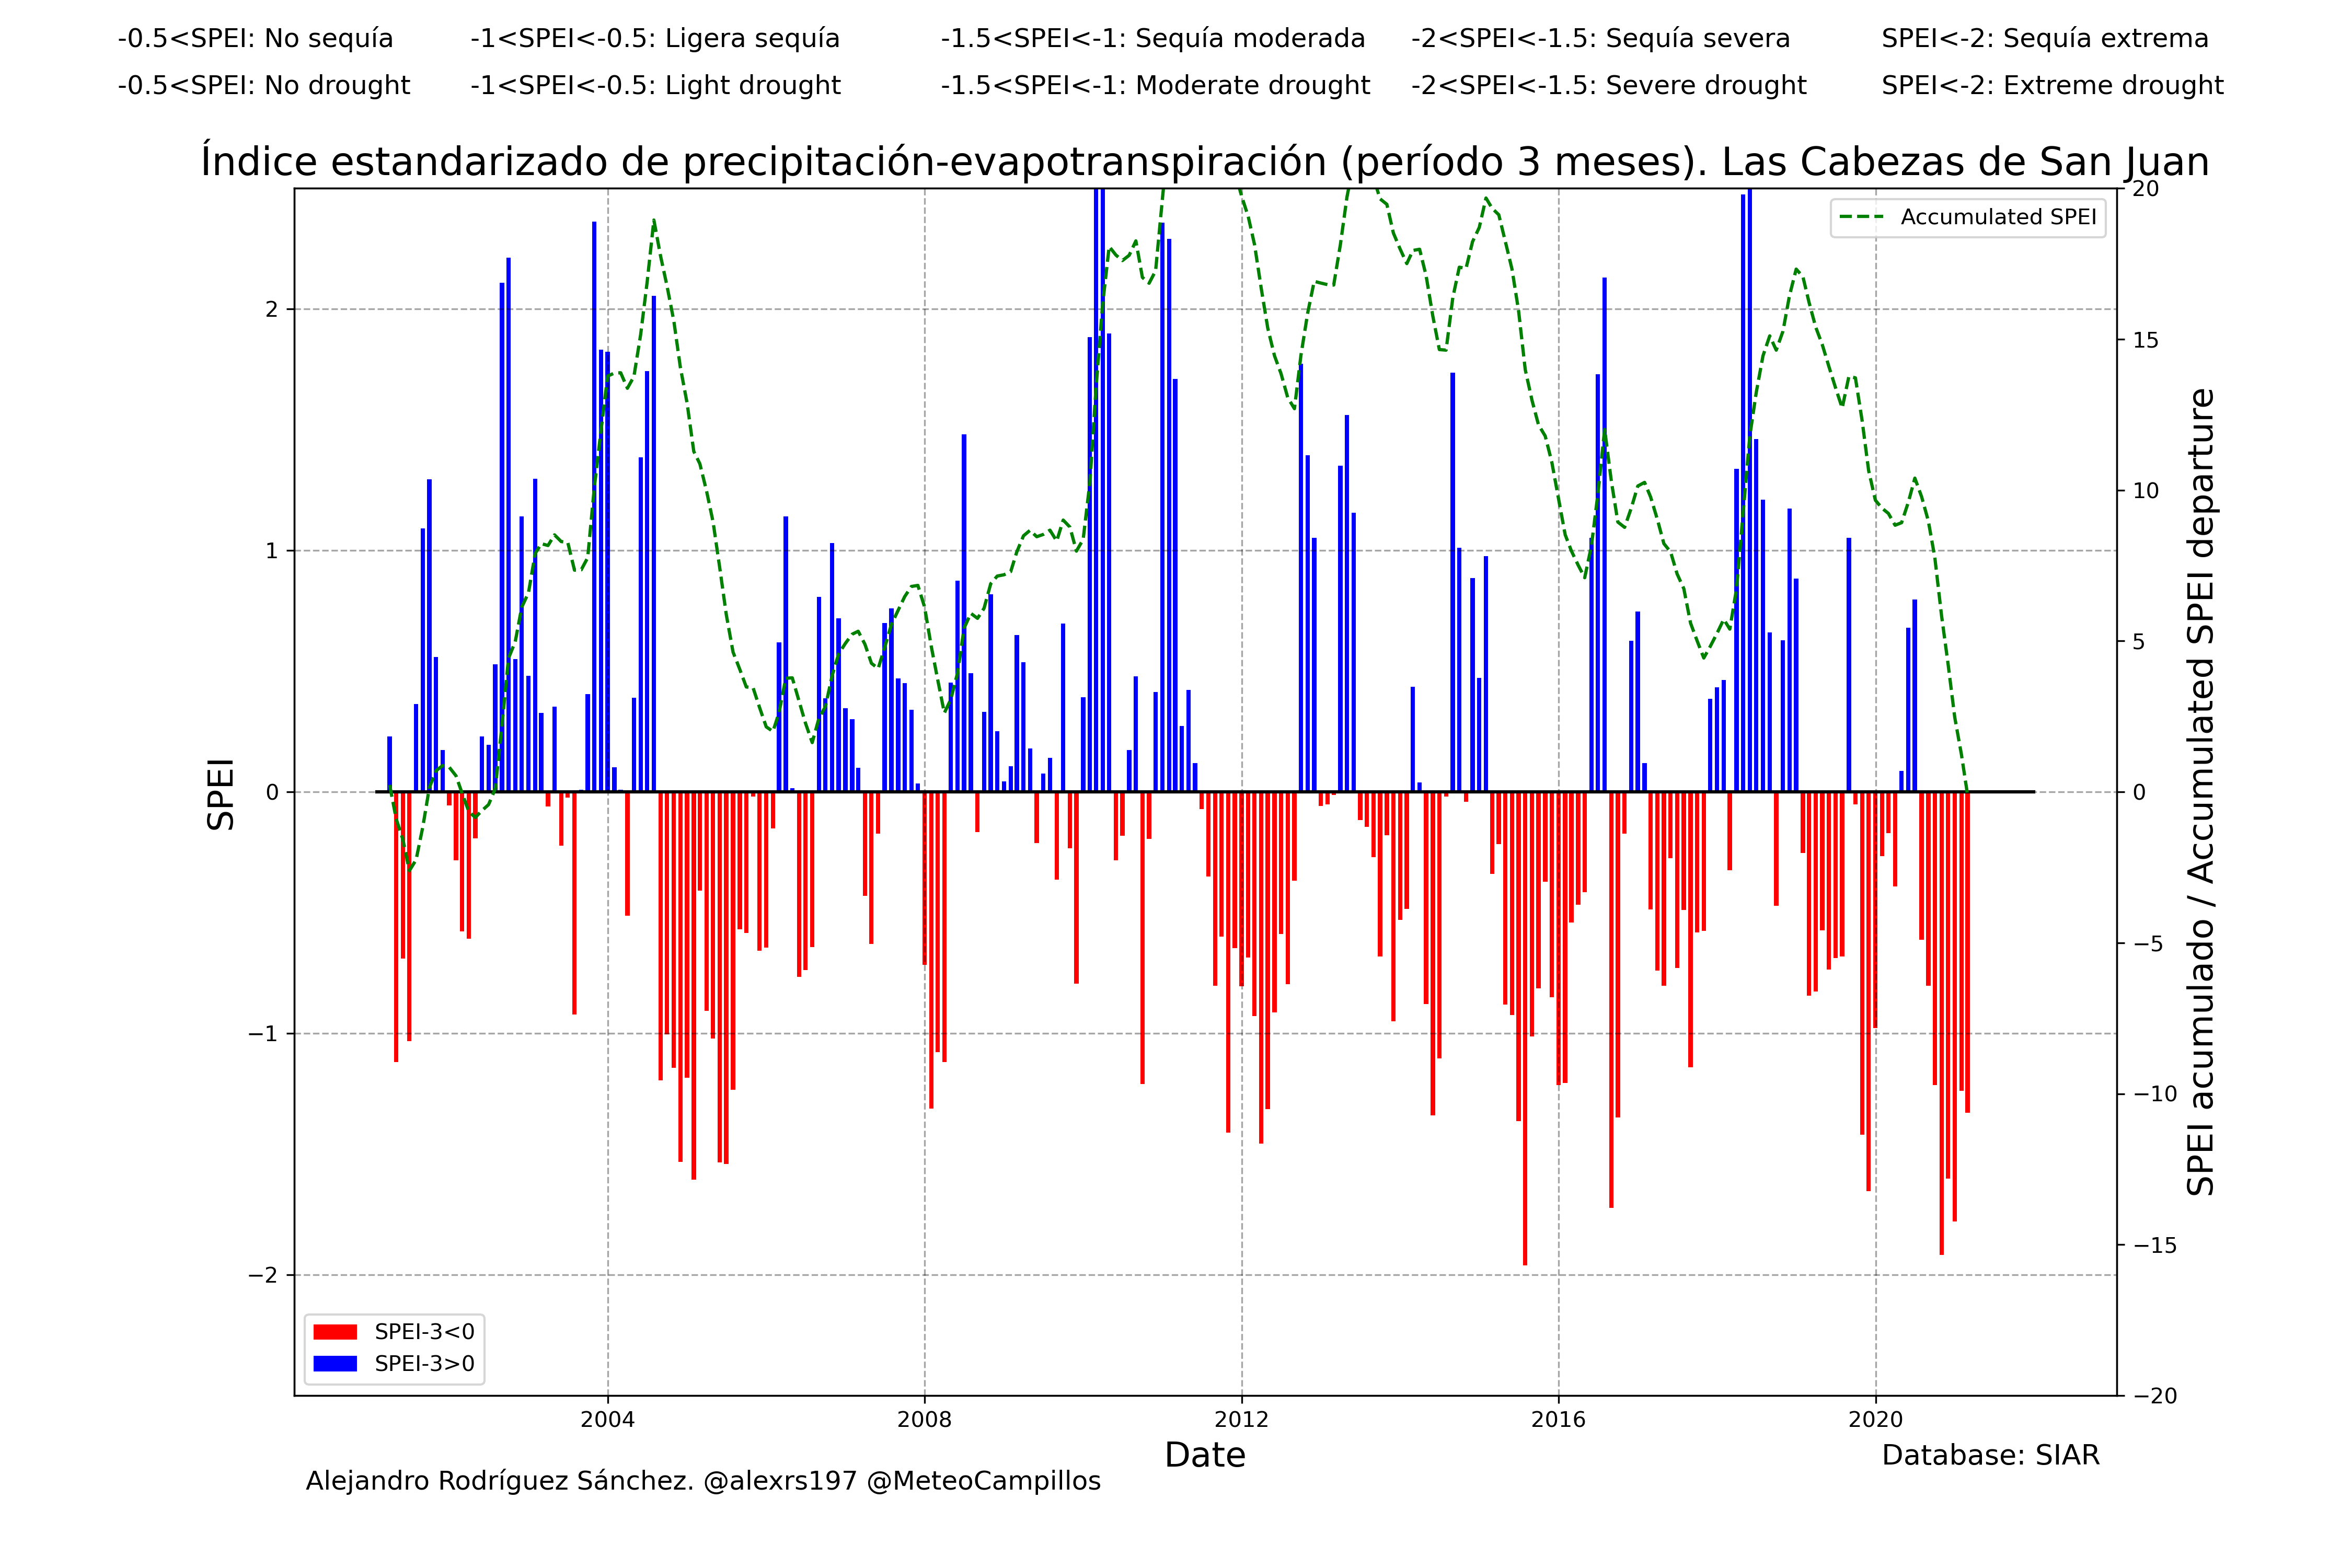 -0.5<SPEI: No sequía -1<SPEI<-0.5: Ligera sequía -1.5<SPEI<-1: Sequía moderada -2<SPEI<-1.5: Sequía severa SPEI<-2: Sequía extrema
-0.5<SPEI: No drought -1<SPEI<-0.5: Light drought -1.5<SPEI<-1: Moderate drought -2<SPEI<-1.5: Severe drought SPEI<-2: Extreme drought
Índice estandarizado de precipitación-evapotranspiración (período 3 meses). Las Cabezas de San Juan
Accumulated SPEI
SPEI
2
1
0
−1
−2
20
15
10
5
0
−5
−10
−15
−20
SPEI acumulado / Accumulated SPEI departure
SPEI-3<0
SPEI-3>0
2004 2008 2012 2016 2020
Date
Database: SIAR
Alejandro Rodríguez Sánchez. @alexrs197 @MeteoCampillos